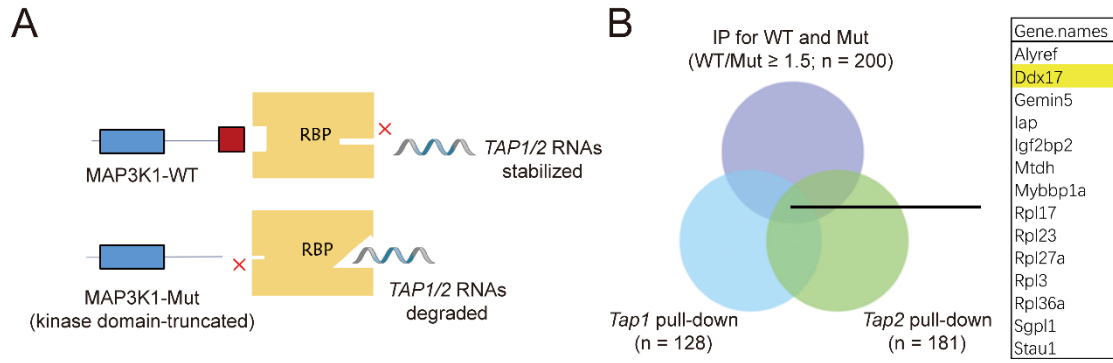 A
MAP3K1-WT
RBP
TAP1/2 RNAs
stabilized
MAP3K1-Mut
(kinase domain-truncated)
RBP
TAP1/2 RNAs
degraded
B
IP for WT and Mut
(WT/Mut ≥ 1.5; n = 200)
Tap1 pull-down
(n = 128)
Tap2 pull-down
(n = 181)
Gene.names
Alyref
Ddx17
Gemin5
Iap
Igf2bp2
Mtdh
Mybbp1a
Rpl17
Rpl23
Rpl27a
Rpl3
Rpl36a
Sgpl1
Stau1